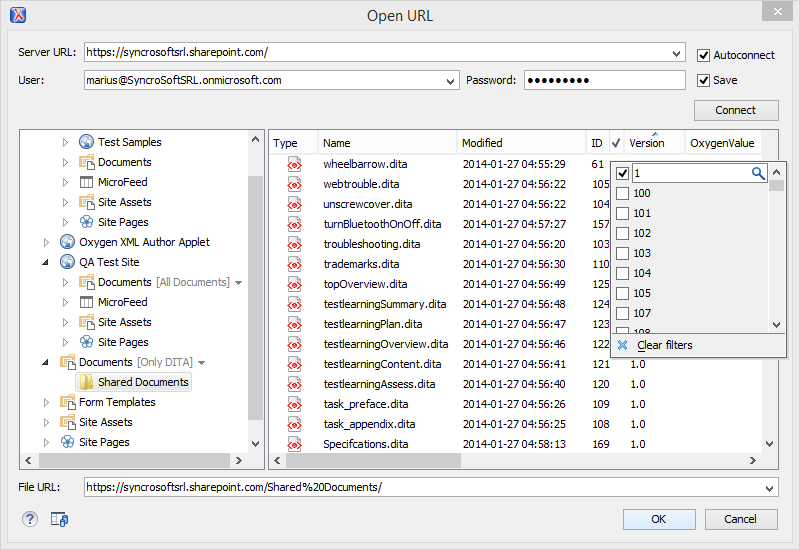 Open URL
Server URL: https://syncrosoftsrl.sharepoint.com/ Autoconnect
User: marius@SyncroSoftSRL.onmicrosoft.com Password: ●●●●●●●●● Save
Connect
Test Samples
Documents
MicroFeed
Site Assets
Site Pages
Oxygen XML Author Applet
QA Test Site
Documents [All Documents]
MicroFeed
Site Assets
Site Pages
Documents [Only DITA]
Shared Documents
Form Templates
Site Assets
Site Pages
Type Name Modified ID Version OxygenValue
wheelbarrow.dita 2014-01-27 04:55:29 61
webtrouble.dita 2014-01-27 04:56:22 105
unscrewcover.dita 2014-01-27 04:56:22 104
turnBluetoothOnOff.dita 2014-01-27 04:57:27 157
troubleshooting.dita 2014-01-27 04:56:20 103
trademarks.dita 2014-01-27 04:56:30 110
topOverview.dita 2014-01-27 04:56:49 125
testlearningSummary.dita 2014-01-27 04:56:48 124
testlearningPlan.dita 2014-01-27 04:56:47 123
testlearningOverview.dita 2014-01-27 04:56:46 122
testlearningContent.dita 2014-01-27 04:56:41 121 1.0
testlearningAssess.dita 2014-01-27 04:56:40 120 1.0
task_preface.dita 2014-01-27 04:56:26 109 1.0
task_appendix.dita 2014-01-27 04:56:25 108 1.0
Specifcations.dita 2014-01-27 04:58:13 169 1.0
1
100
101
102
103
104
105
107
108
Clear filters
File URL: https://syncrosoftsrl.sharepoint.com/Shared%20Documents/
OK Cancel